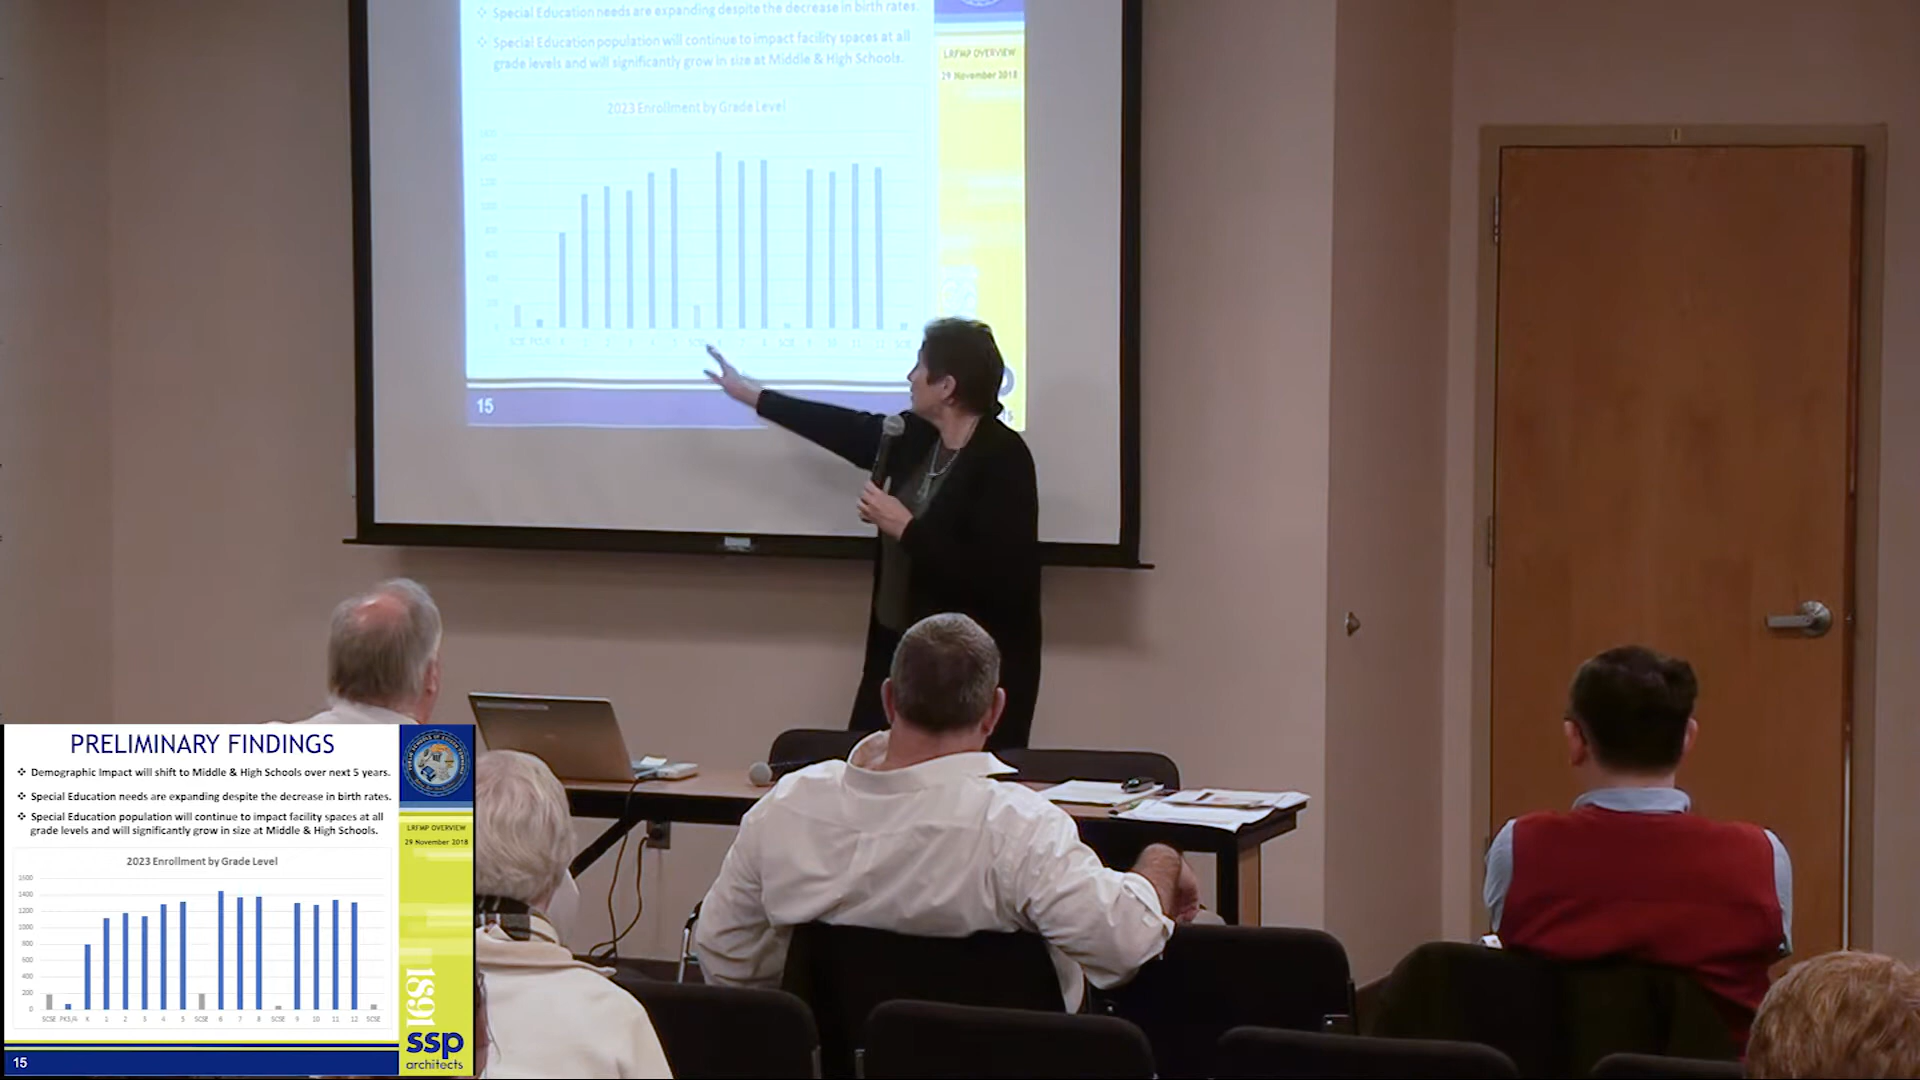 Special Education needs are expanding despite the decrease in birth rates.
Special Education population will continue to impact facility spaces at all
grade levels and will significantly grow in size at Middle & High Schools.
LRFMP OVERVIEW
29 November 2018
2023 Enrollment by Grade Level
15
PRELIMINARY FINDINGS
Demographic Impact will shift to Middle & High Schools over next 5 years.
Special Education needs are expanding despite the decrease in birth rates.
Special Education population will continue to impact facility spaces at all
grade levels and will significantly grow in size at Middle & High Schools.
LRFMP OVERVIEW
29 November 2018
2023 Enrollment by Grade Level
1600
1400
1200
1000
800
600
400
200
0
SCSE PK3/4 K 1 2 3 4 5 SCSE 6 7 8 SCSE 9 10 11 12 SCSE
1891
ssp
architects
15